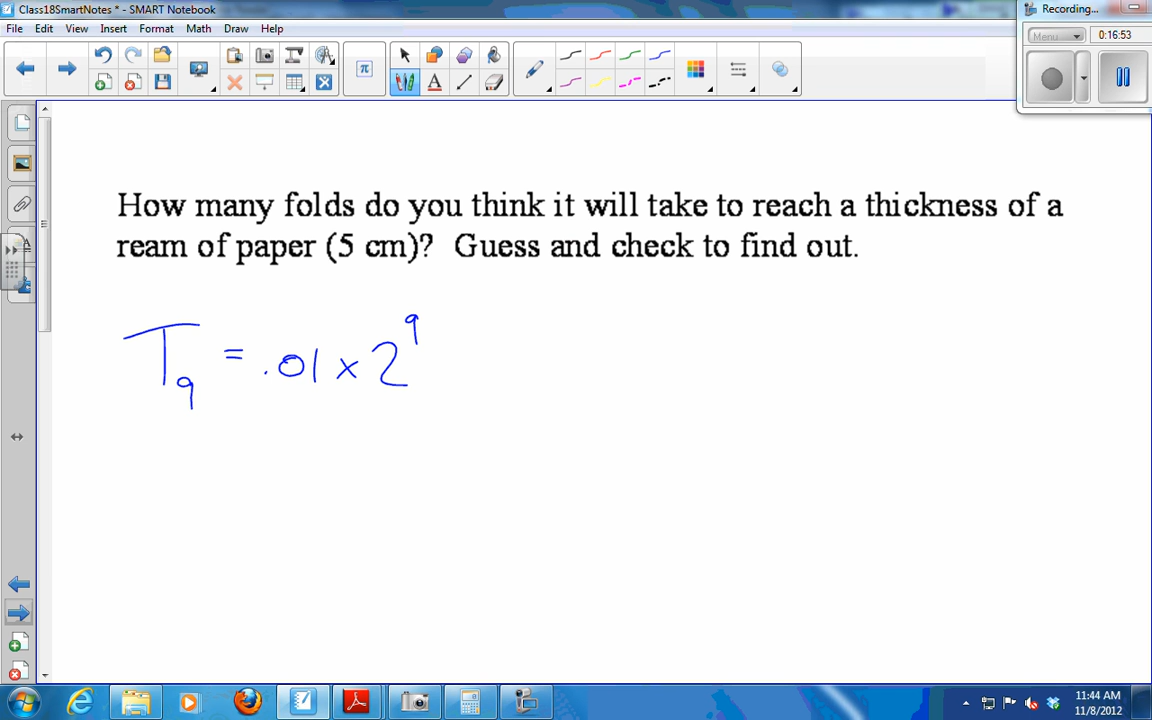 Class18SmartNotes * - SMART Notebook
Recording...
File Edit View Insert Format Math Draw Help
Menu
0:16:53
π
A
How many folds do you think it will take to reach a thickness of a
ream of paper (5 cm)? Guess and check to find out.
T₉ = .01 × 2⁹
11:44 AM
11/8/2012